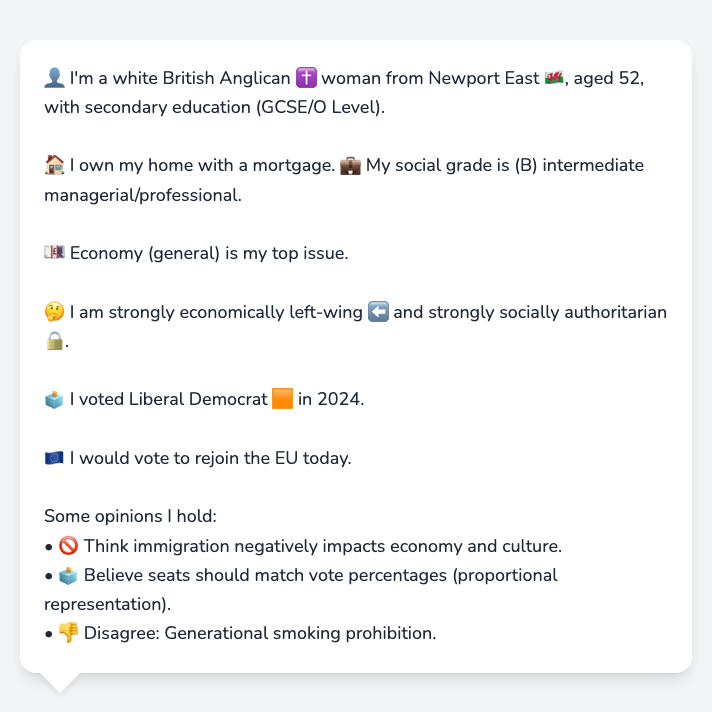 👤 I'm a white British Anglican ✝️ woman from Newport East 🏴󠁧󠁢󠁷󠁬󠁳󠁿, aged 52,
with secondary education (GCSE/O Level).
🏠 I own my home with a mortgage. 💼 My social grade is (B) intermediate
managerial/professional.
💷 Economy (general) is my top issue.
🤔 I am strongly economically left-wing ⬅️ and strongly socially authoritarian
🔒.
🗳️ I voted Liberal Democrat 🟧 in 2024.
🇪🇺 I would vote to rejoin the EU today.
Some opinions I hold:
• 🚫 Think immigration negatively impacts economy and culture.
• 🗳️ Believe seats should match vote percentages (proportional
representation).
• 👎 Disagree: Generational smoking prohibition.